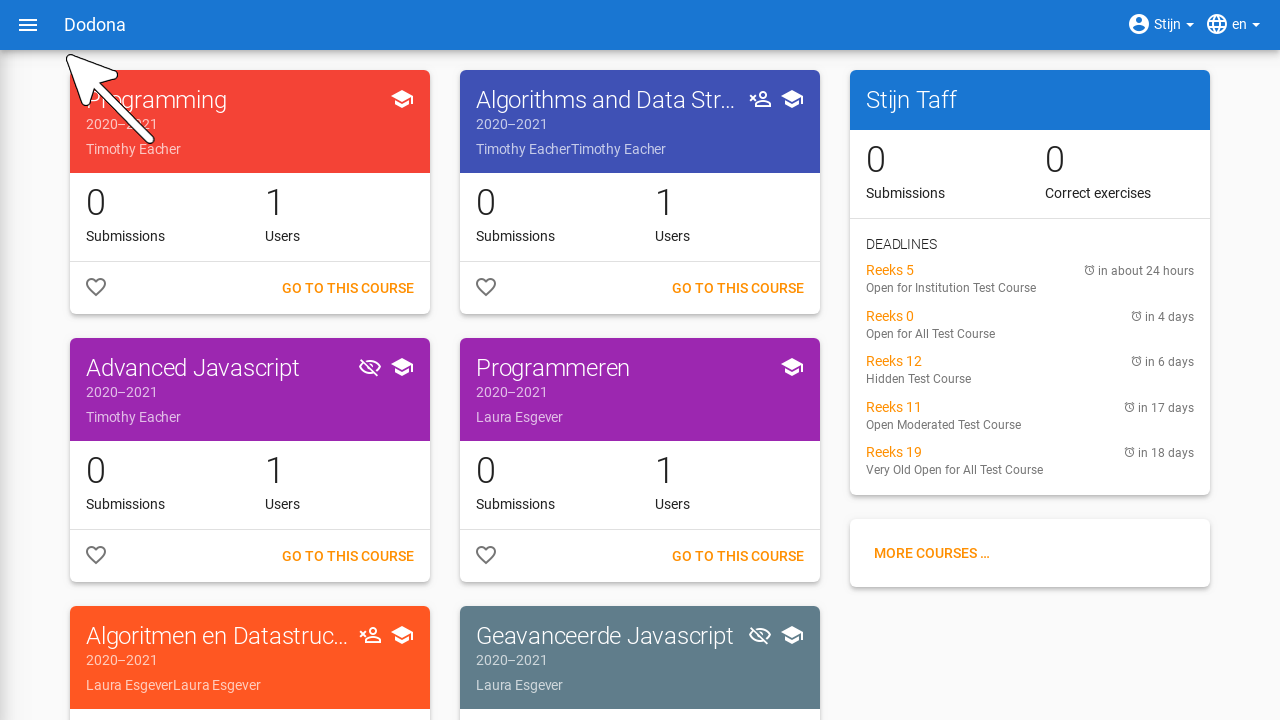 Dodona
Stijn
en
Programming
2020–2021
Timothy Eacher
0
Submissions
1
Users
GO TO THIS COURSE
Algorithms and Data Str...
2020–2021
Timothy EacherTimothy Eacher
0
Submissions
1
Users
GO TO THIS COURSE
Advanced Javascript
2020–2021
Timothy Eacher
0
Submissions
1
Users
GO TO THIS COURSE
Programmeren
2020–2021
Laura Esgever
0
Submissions
1
Users
GO TO THIS COURSE
Algoritmen en Datastruc...
2020–2021
Laura EsgeverLaura Esgever
Geavanceerde Javascript
2020–2021
Laura Esgever
Stijn Taff
0
Submissions
0
Correct exercises
DEADLINES
Reeks 5 in about 24 hours
Open for Institution Test Course
Reeks 0 in 4 days
Open for All Test Course
Reeks 12 in 6 days
Hidden Test Course
Reeks 11 in 17 days
Open Moderated Test Course
Reeks 19 in 18 days
Very Old Open for All Test Course
MORE COURSES ...